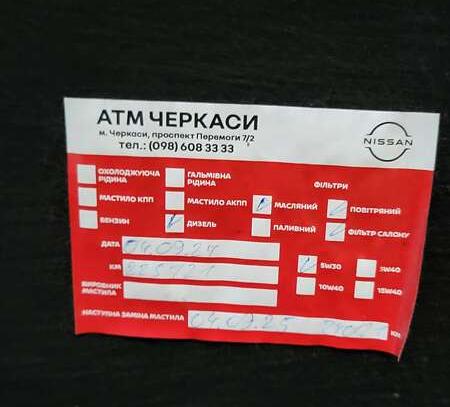 АТМ ЧЕРКАСИ
м. Черкаси, проспект Перемоги 7/2
тел.: (098) 608 33 33
NISSAN
ОХОЛОДЖУЮЧА РІДИНА
ГАЛЬМІВНА РІДИНА
ФІЛЬТРИ
МАСТИЛО КПП
МАСТИЛО АКПП
МАСЛЯНИЙ
ПОВІТРЯНИЙ
БЕНЗИН
ДИЗЕЛЬ
ПАЛИВНИЙ
ФІЛЬТР САЛОНУ
ДАТА 04.09.24
КМ
5W30
5W40
ВИРОБНИК МАСТИЛА
10W40
15W40
НАСТУПНА ЗАМІНА МАСТИЛА 04.09.25 КМ